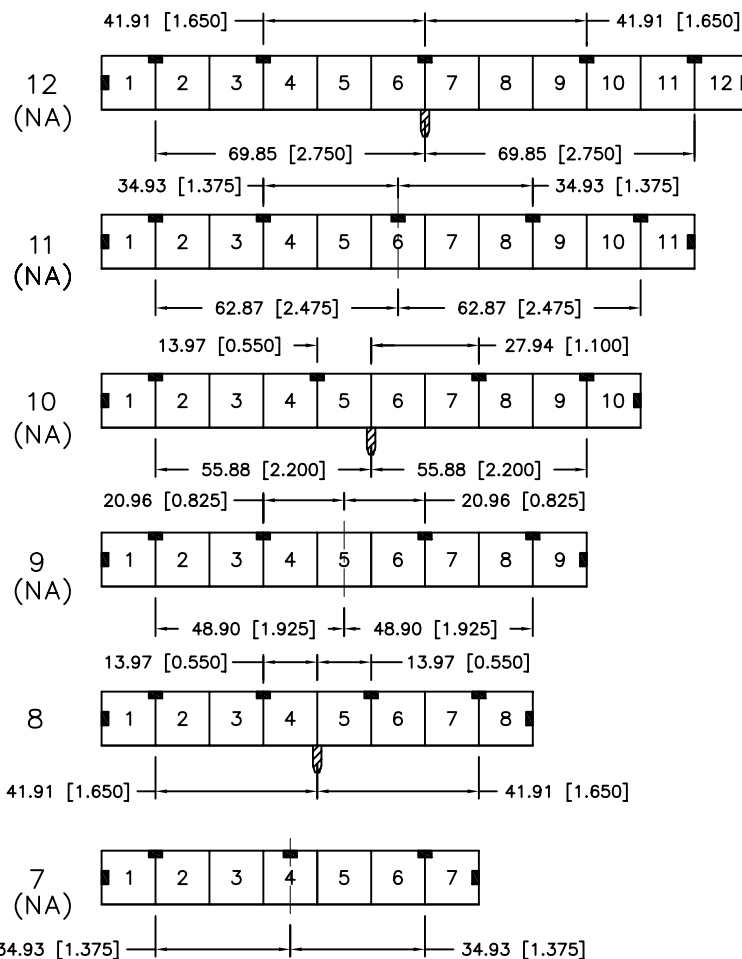 41.91 [1.650] 41.91 [1.650]
12
(NA)
1 2 3 4 5 6 7 8 9 10 11 12
69.85 [2.750] 69.85 [2.750]
34.93 [1.375] 34.93 [1.375]
11
(NA)
1 2 3 4 5 6 7 8 9 10 11
62.87 [2.475] 62.87 [2.475]
13.97 [0.550] 27.94 [1.100]
10
(NA)
1 2 3 4 5 6 7 8 9 10
55.88 [2.200] 55.88 [2.200]
20.96 [0.825] 20.96 [0.825]
9
(NA)
1 2 3 4 5 6 7 8 9
48.90 [1.925] 48.90 [1.925]
13.97 [0.550] 13.97 [0.550]
8
1 2 3 4 5 6 7 8
41.91 [1.650] 41.91 [1.650]
7
(NA)
1 2 3 4 5 6 7
34.93 [1.375] 34.93 [1.375]